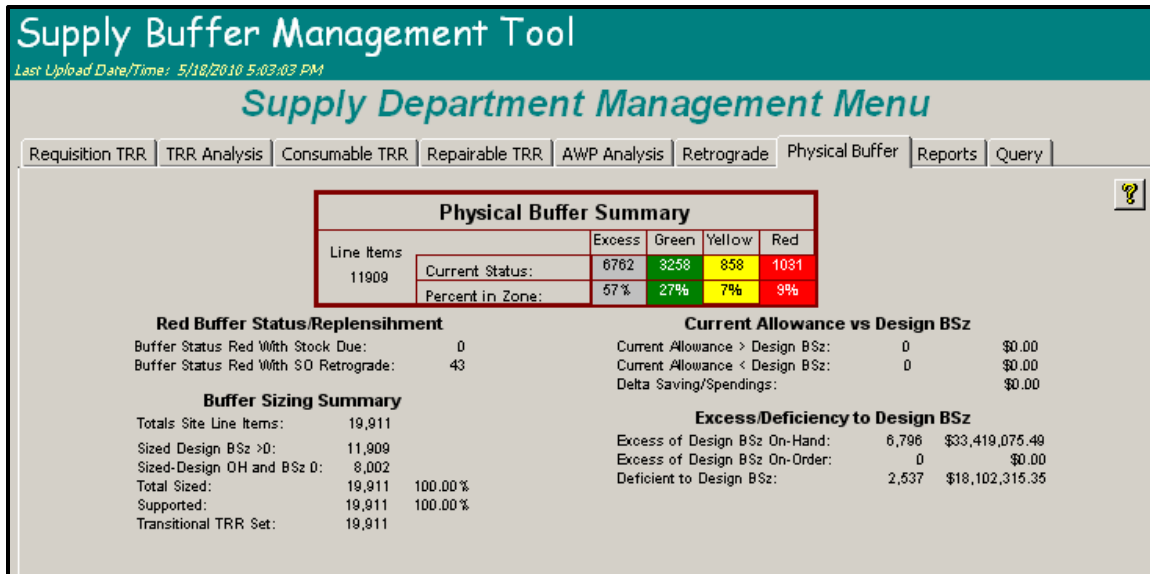 Supply Buffer Management Tool
Last Upload Date/Time: 5/18/2010 5:03:03 PM
Supply Department Management Menu
Requisition TRR TRR Analysis Consumable TRR Repairable TRR AWP Analysis Retrograde Physical Buffer Reports Query
?
Physical Buffer Summary
Line Items
11909
Excess Green Yellow Red
Current Status: 6762 3258 858 1031
Percent in Zone: 57% 27% 7% 9%
Red Buffer Status/Replensihment
Buffer Status Red With Stock Due: 0
Buffer Status Red With SO Retrograde: 43
Buffer Sizing Summary
Totals Site Line Items: 19,911
Sized Design BSz >0: 11,909
Sized-Design OH and BSz 0: 8,002
Total Sized: 19,911 100.00%
Supported: 19,911 100.00%
Transitional TRR Set: 19,911
Current Allowance vs Design BSz
Current Allowance > Design BSz: 0 $0.00
Current Allowance < Design BSz: 0 $0.00
Delta Saving/Spendings: $0.00
Excess/Deficiency to Design BSz
Excess of Design BSz On-Hand: 6,796 $33,419,075.49
Excess of Design BSz On-Order: 0 $0.00
Deficient to Design BSz: 2,537 $18,102,315.35